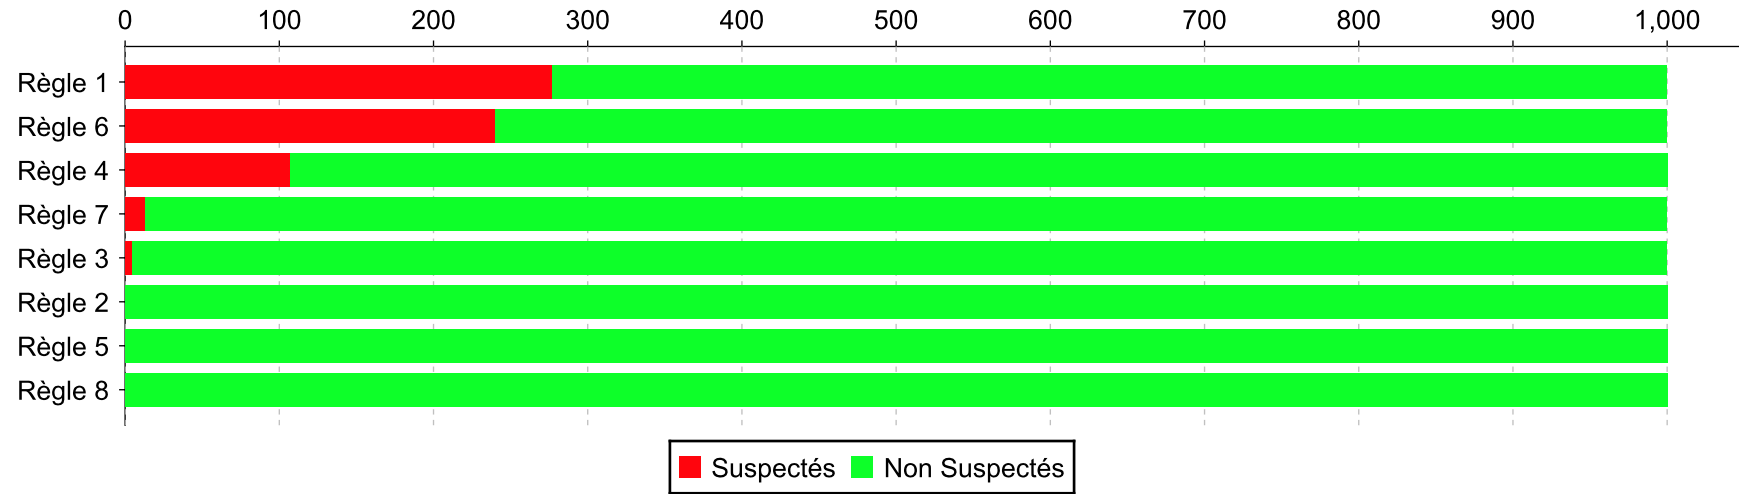 0 100 200 300 400 500 600 700 800 900 1,000
Règle 1
Règle 6
Règle 4
Règle 7
Règle 3
Règle 2
Règle 5
Règle 8
Suspectés Non Suspectés